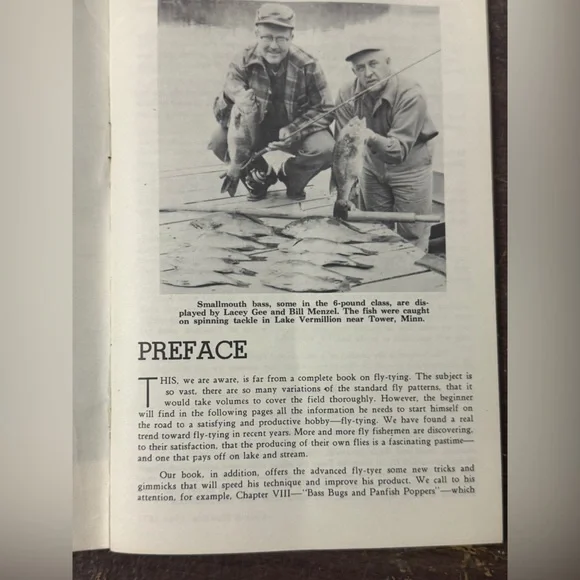 Smallmouth bass, some in the 6-pound class, are dis-
played by Lacey Gee and Bill Menzel. The fish were caught
on spinning tackle in Lake Vermillion near Tower, Minn.
PREFACE
THIS, we are aware, is far from a complete book on fly-tying. The subject is
so vast, there are so many variations of the standard fly patterns, that it
would take volumes to cover the field thoroughly. However, the beginner
will find in the following pages all the information he needs to start himself on
the road to a satisfying and productive hobby—fly-tying. We have found a real
trend toward fly-tying in recent years. More and more fly fishermen are discovering,
to their satisfaction, that the producing of their own flies is a fascinating pastime—
and one that pays off on lake and stream.
Our book, in addition, offers the advanced fly-tyer some new tricks and
gimmicks that will speed his technique and improve his product. We call to his
attention, for example, Chapter VIII—"Bass Bugs and Panfish Poppers"—which